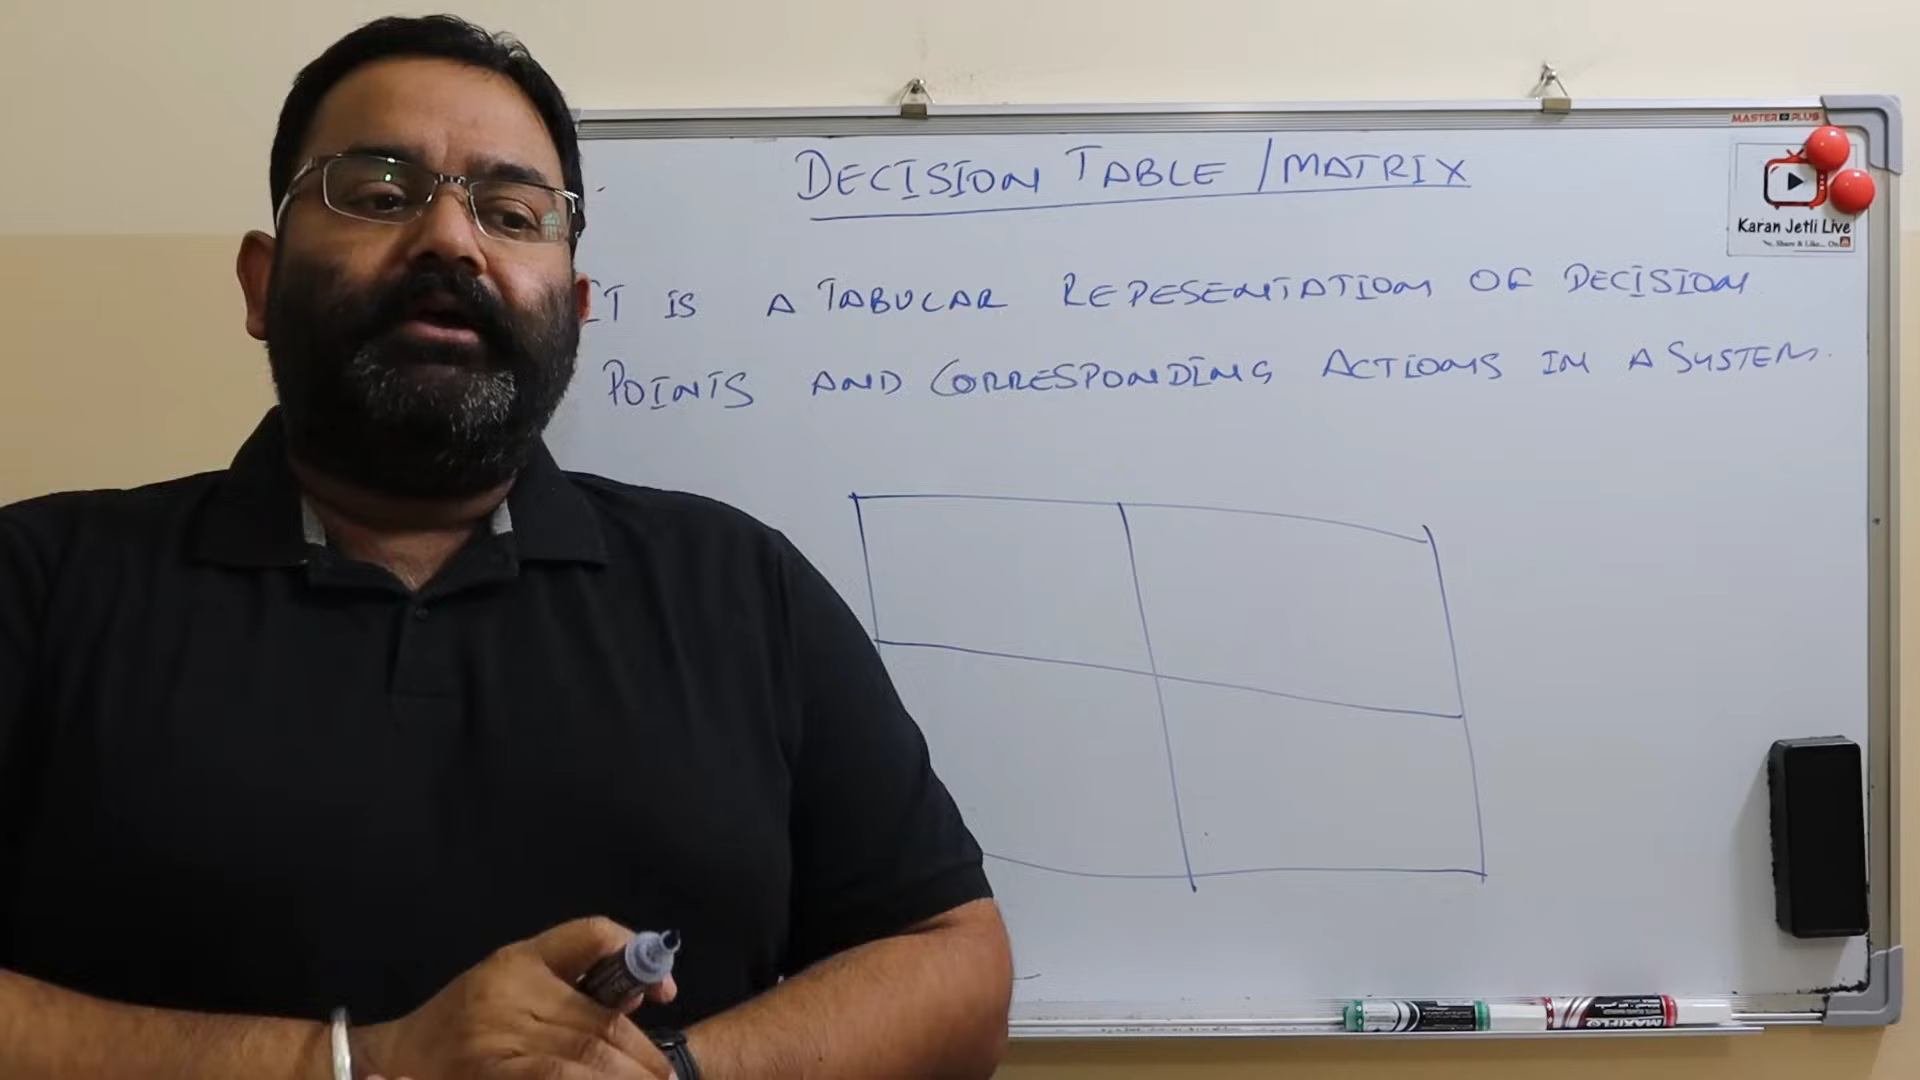 MASTER PLUS
DECISION TABLE / MATRIX
Karan Jetli Live
IT IS A TABULAR REPESENTATION OF DECISION
POINTS AND CORRESPONDING ACTIONS IN A SYSTEM.
MAXIFLO